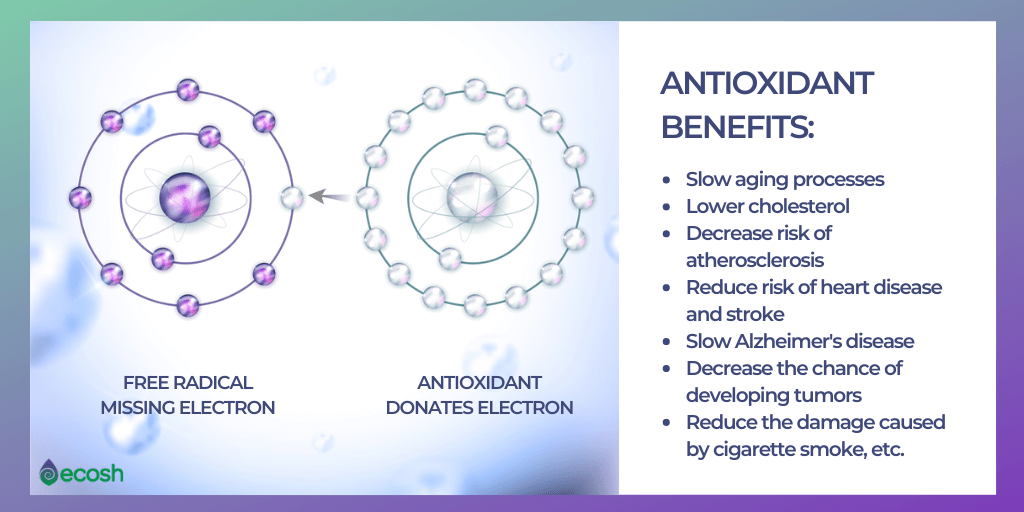 FREE RADICAL
MISSING ELECTRON
ANTIOXIDANT
DONATES ELECTRON
ecosh
ANTIOXIDANT
BENEFITS:
• Slow aging processes
• Lower cholesterol
• Decrease risk of
atherosclerosis
• Reduce risk of heart disease
and stroke
• Slow Alzheimer's disease
• Decrease the chance of
developing tumors
• Reduce the damage caused
by cigarette smoke, etc.